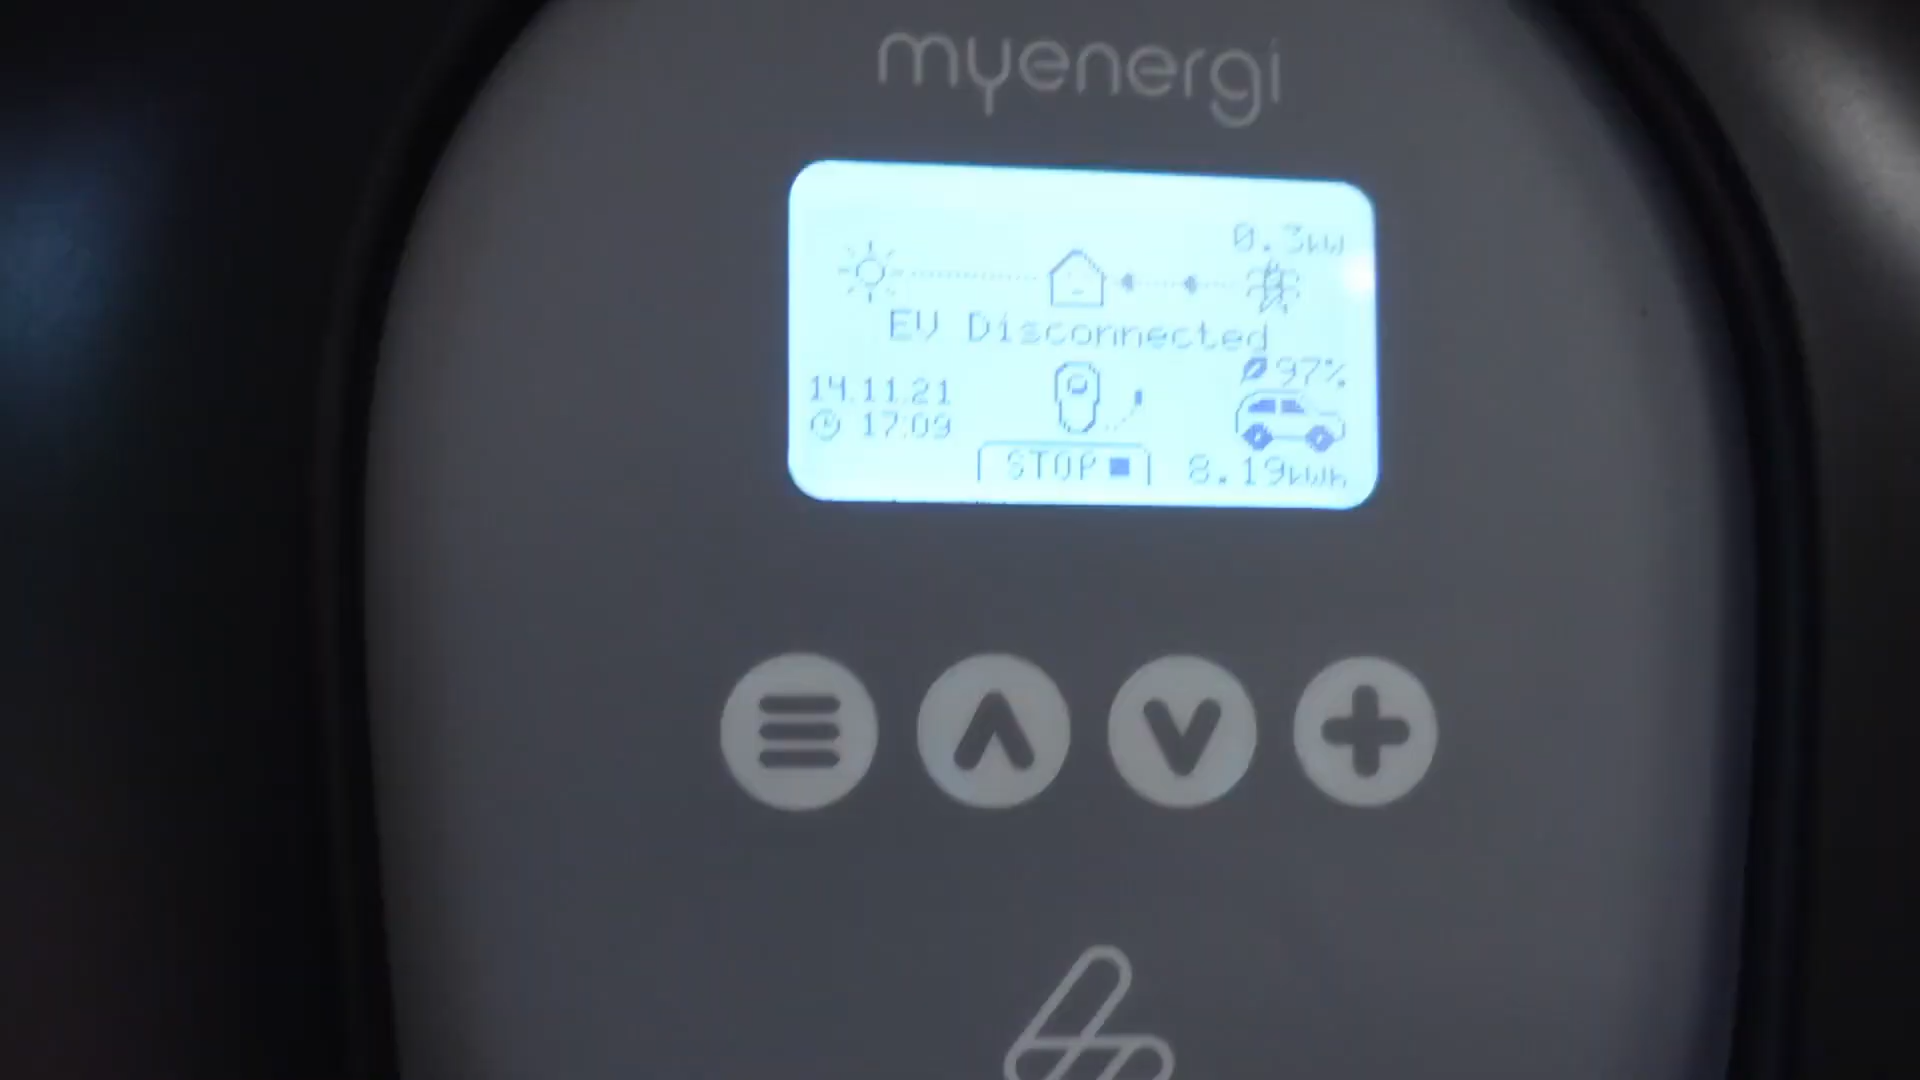 myenergi
0.3kW
EV Disconnected
97%
14.11.21
17:09
STOP
8.19kWh